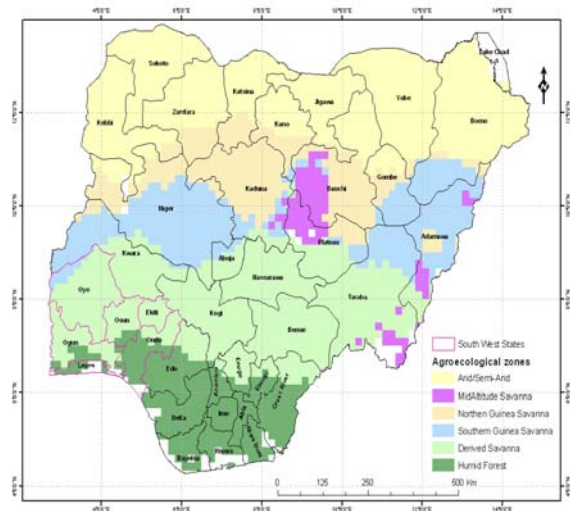 Lake Chad
N
Sokoto
Katsina
Jigawa
Yobe
Zamfara
Kano
Borno
Kebbi
Kaduna
Bauchi
Gombe
Niger
Adamawa
Plateau
Kwara
Abuja
Nassarawa
Oyo
Taraba
Osun
Ekiti
Kogi
Benue
Ogun
Ondo
Lagos
Edo
Enugu
Anambra
Cross River
Delta
Imo
Abia
Rivers
Bayelsa
South West States
Agroecological zones
Arid/Semi-Arid
MidAltitude Savanna
Northen Guinea Savanna
Southern Guinea Savanna
Derived Savanna
Humid Forest
0 125 250 500 Km